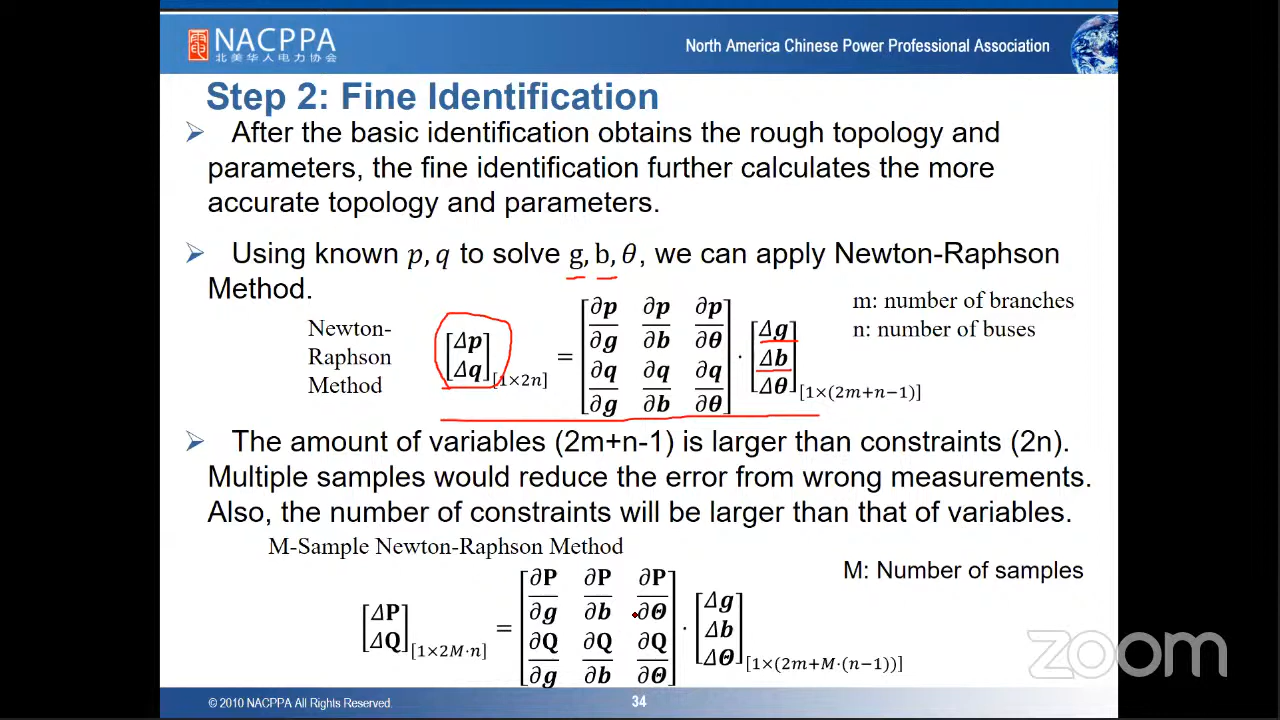 NACPPA
北美华人电力协会
North America Chinese Power Professional Association
Step 2: Fine Identification
➢ After the basic identification obtains the rough topology and
parameters, the fine identification further calculates the more
accurate topology and parameters.
➢ Using known p, q to solve g, b, θ, we can apply Newton-Raphson
Method.
m: number of branches
n: number of buses
Newton-
Raphson
Method
[Δp Δq][1×2n] = [∂p/∂g ∂p/∂b ∂p/∂θ ∂q/∂g ∂q/∂b ∂q/∂θ] · [Δg Δb Δθ][1×(2m+n−1)]
➢ The amount of variables (2m+n-1) is larger than constraints (2n).
Multiple samples would reduce the error from wrong measurements.
Also, the number of constraints will be larger than that of variables.
M-Sample Newton-Raphson Method
M: Number of samples
[ΔP ΔQ][1×2M·n] = [∂P/∂g ∂P/∂b ∂P/∂Θ ∂Q/∂g ∂Q/∂b ∂Q/∂Θ] · [Δg Δb ΔΘ][1×(2m+M·(n−1))]
zoom
© 2010 NACPPA All Rights Reserved.
34